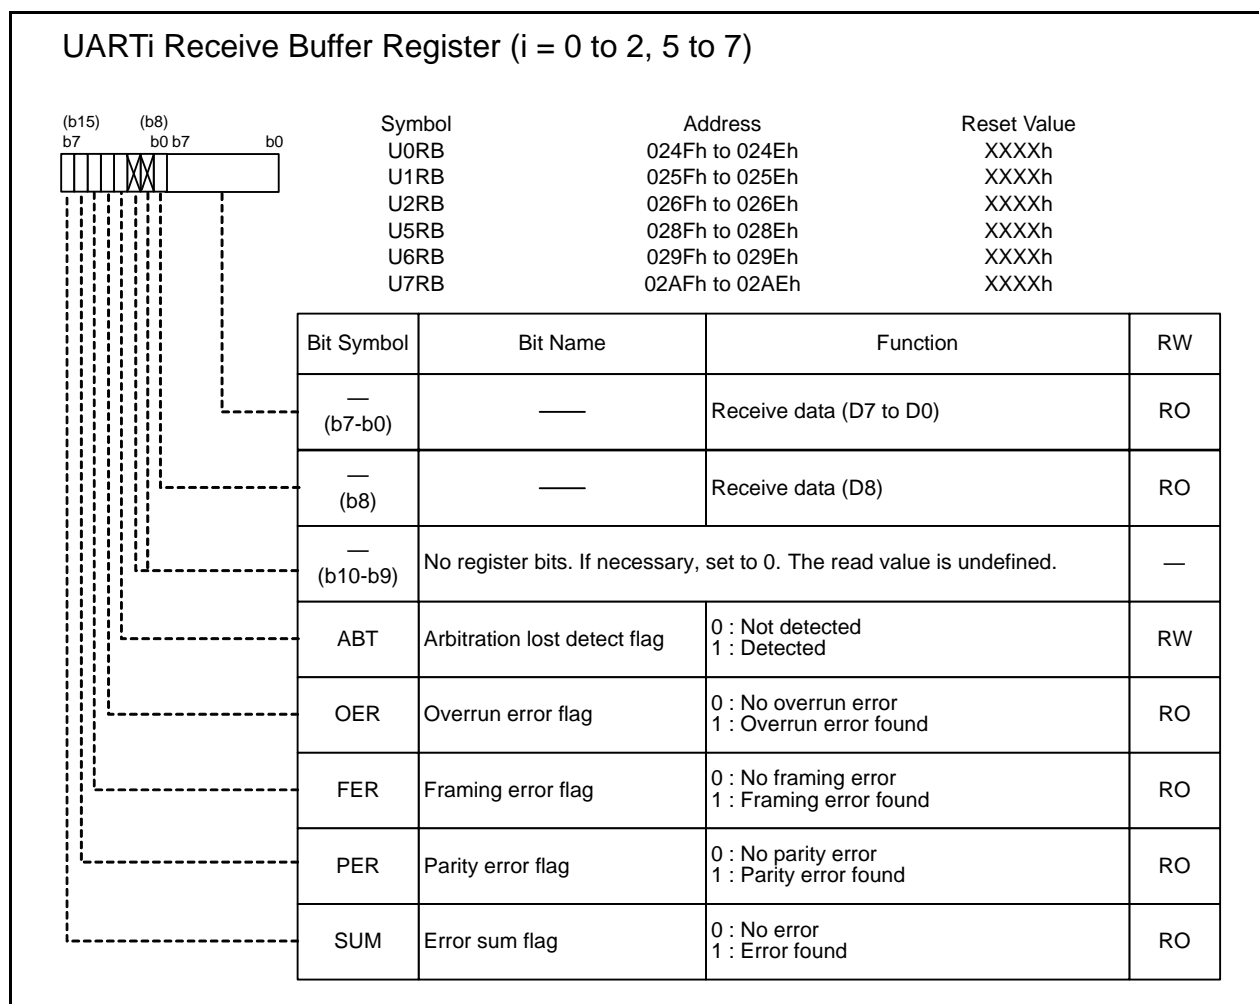 UARTi Receive Buffer Register (i = 0 to 2, 5 to 7)
(b15) (b8)
b7 b0 b7 b0
Symbol Address Reset Value
U0RB 024Fh to 024Eh XXXXh
U1RB 025Fh to 025Eh XXXXh
U2RB 026Fh to 026Eh XXXXh
U5RB 028Fh to 028Eh XXXXh
U6RB 029Fh to 029Eh XXXXh
U7RB 02AFh to 02AEh XXXXh
Bit Symbol Bit Name Function RW
—
(b7-b0) —— Receive data (D7 to D0) RO
—
(b8) —— Receive data (D8) RO
—
(b10-b9) No register bits. If necessary, set to 0. The read value is undefined. —
ABT Arbitration lost detect flag 0 : Not detected
1 : Detected RW
OER Overrun error flag 0 : No overrun error
1 : Overrun error found RO
FER Framing error flag 0 : No framing error
1 : Framing error found RO
PER Parity error flag 0 : No parity error
1 : Parity error found RO
SUM Error sum flag 0 : No error
1 : Error found RO